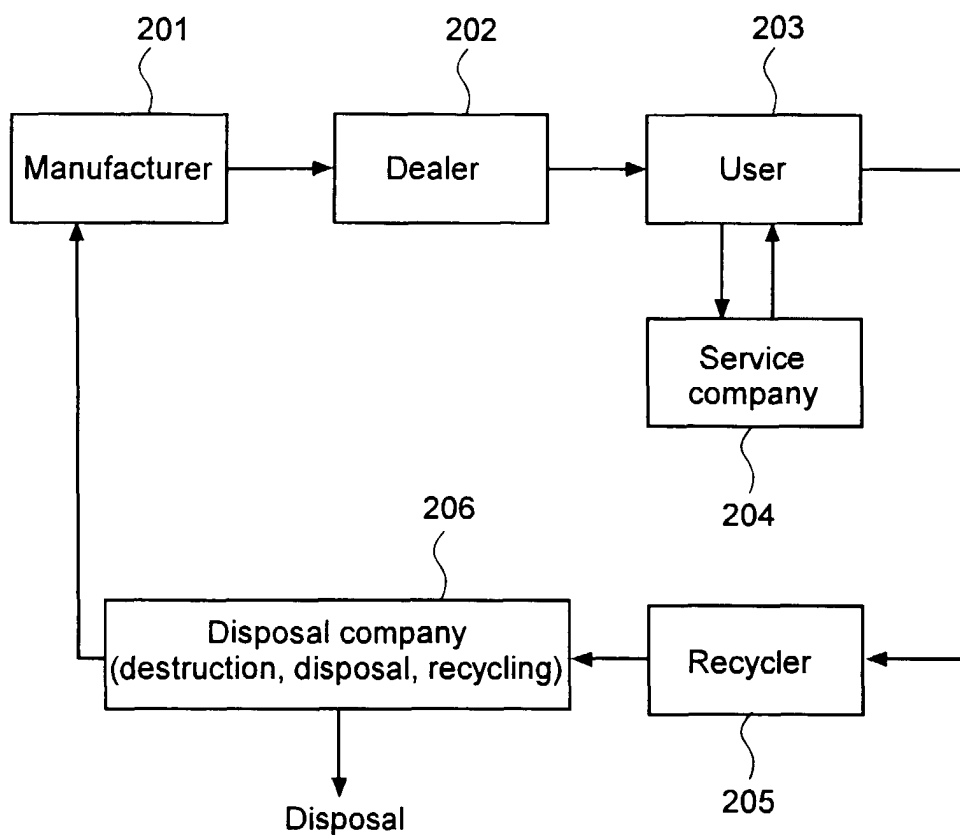 201
202
203
Manufacturer
Dealer
User
Service
company
204
206
Disposal company
(destruction, disposal, recycling)
Recycler
205
Disposal